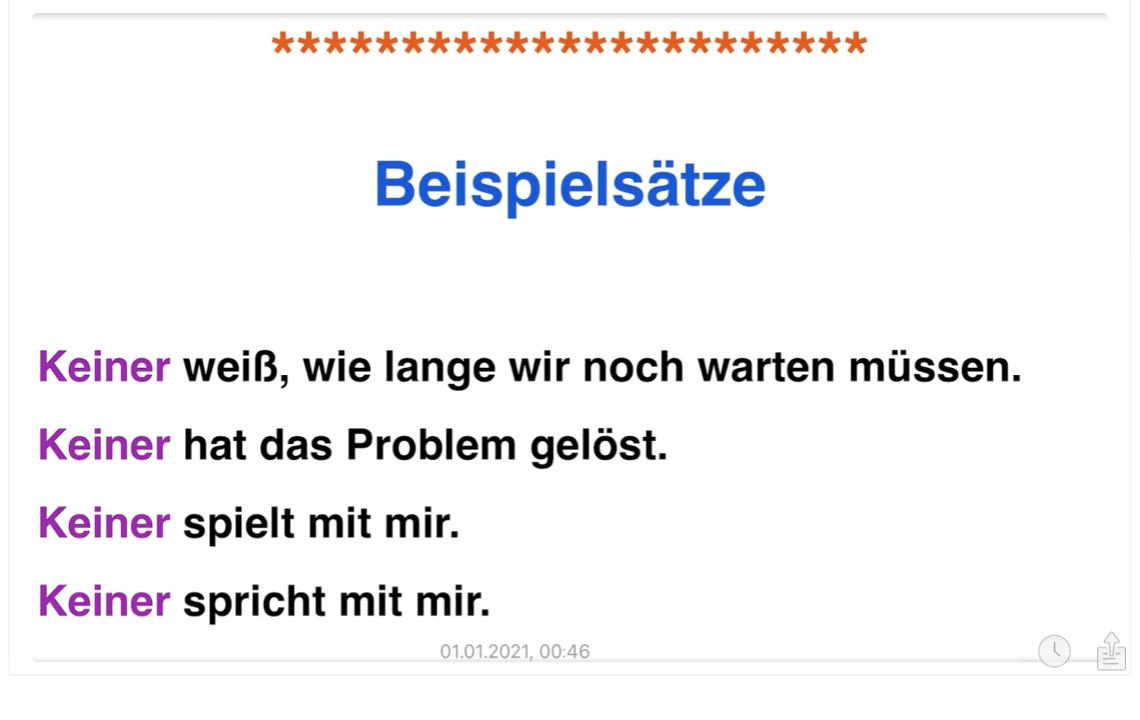 ***********************
Beispielsätze
Keiner weiß, wie lange wir noch warten müssen.
Keiner hat das Problem gelöst.
Keiner spielt mit mir.
Keiner spricht mit mir.
01.01.2021, 00:46